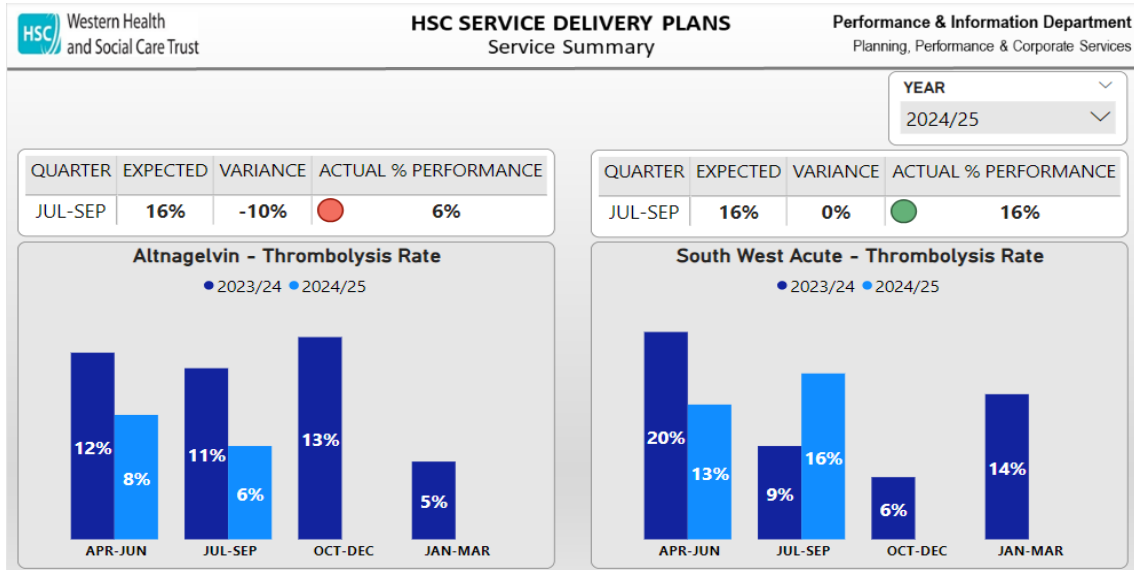 HSC
Western Health
and Social Care Trust
HSC SERVICE DELIVERY PLANS
Service Summary
Performance & Information Department
Planning, Performance & Corporate Services
YEAR
2024/25
QUARTER EXPECTED VARIANCE ACTUAL % PERFORMANCE
JUL-SEP 16% -10% 6%
Altnagelvin - Thrombolysis Rate
2023/24 2024/25
12% 8% 11% 6% 13% 5%
APR-JUN JUL-SEP OCT-DEC JAN-MAR
QUARTER EXPECTED VARIANCE ACTUAL % PERFORMANCE
JUL-SEP 16% 0% 16%
South West Acute - Thrombolysis Rate
2023/24 2024/25
20% 13% 9% 16% 6% 14%
APR-JUN JUL-SEP OCT-DEC JAN-MAR